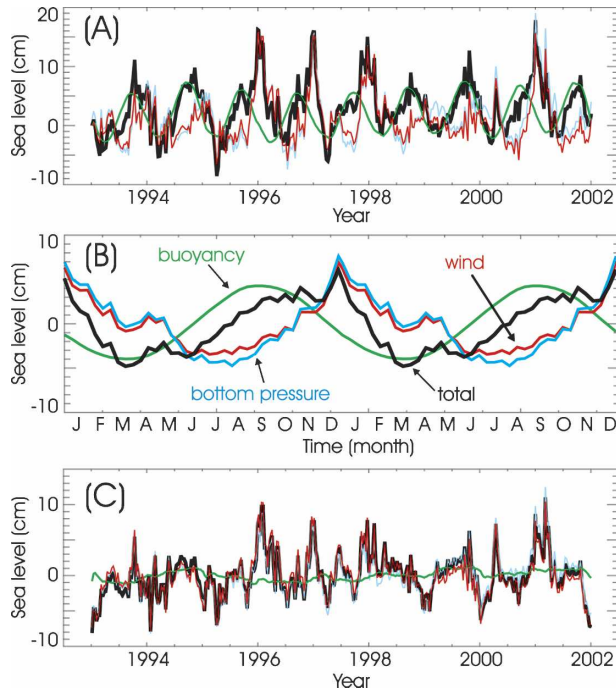 (A)
Sea level (cm)
20
10
0
-10
1994 1996 1998 2000 2002
Year
(B)
Sea level (cm)
10
0
-10
buoyancy
wind
bottom pressure
total
J F M A M J J A S O N D J F M A M J J A S O N D
Time (month)
(C)
Sea level (cm)
10
0
-10
1994 1996 1998 2000 2002
Year